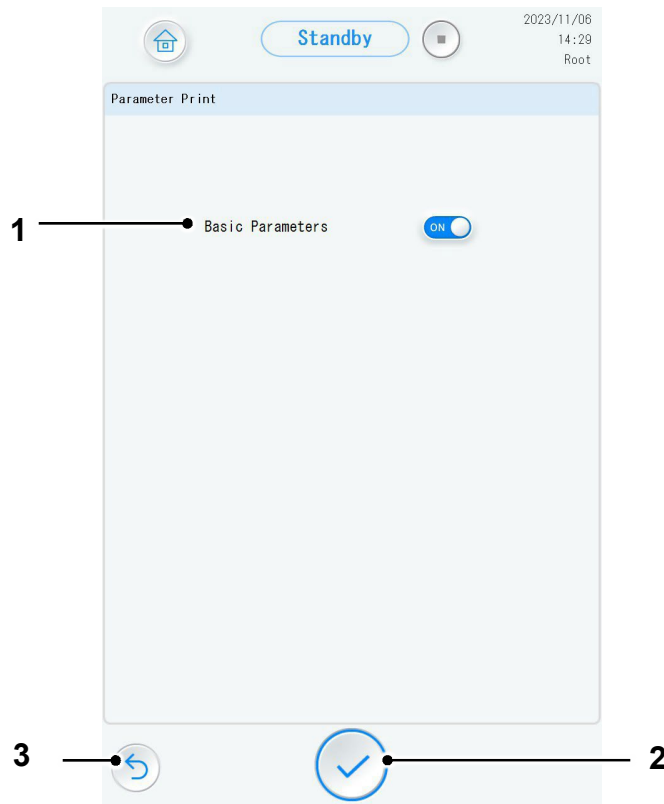 Standby
2023/11/06
14:29
Root
Parameter Print
1
Basic Parameters
ON
3
2